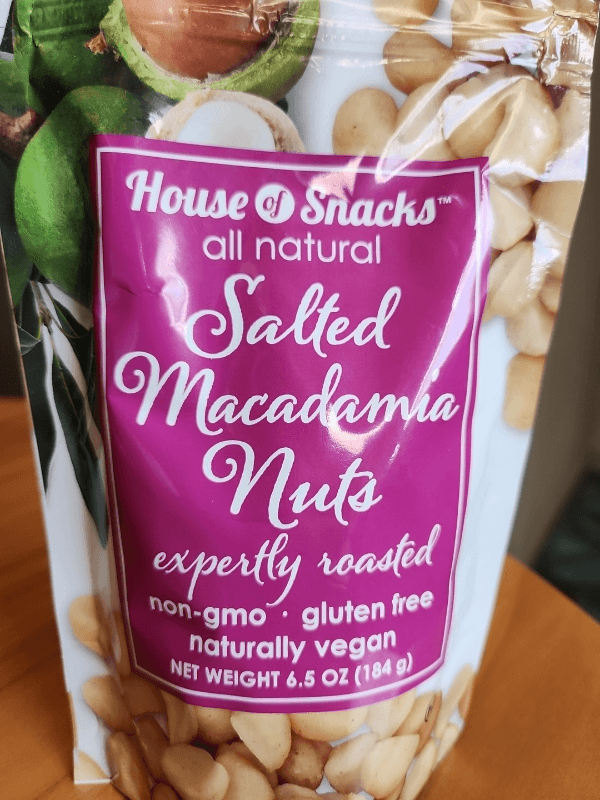 House of Snacks™
all natural
Salted
Macadamia
Nuts
expertly roasted
non-gmo · gluten free
naturally vegan
NET WEIGHT 6.5 OZ (184 g)